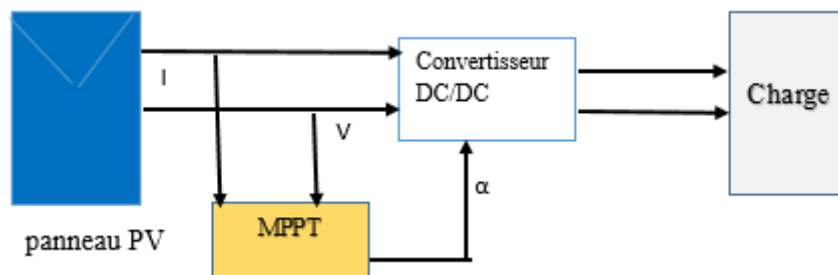 I
V
Convertisseur
DC/DC
Charge
α
MPPT
panneau PV